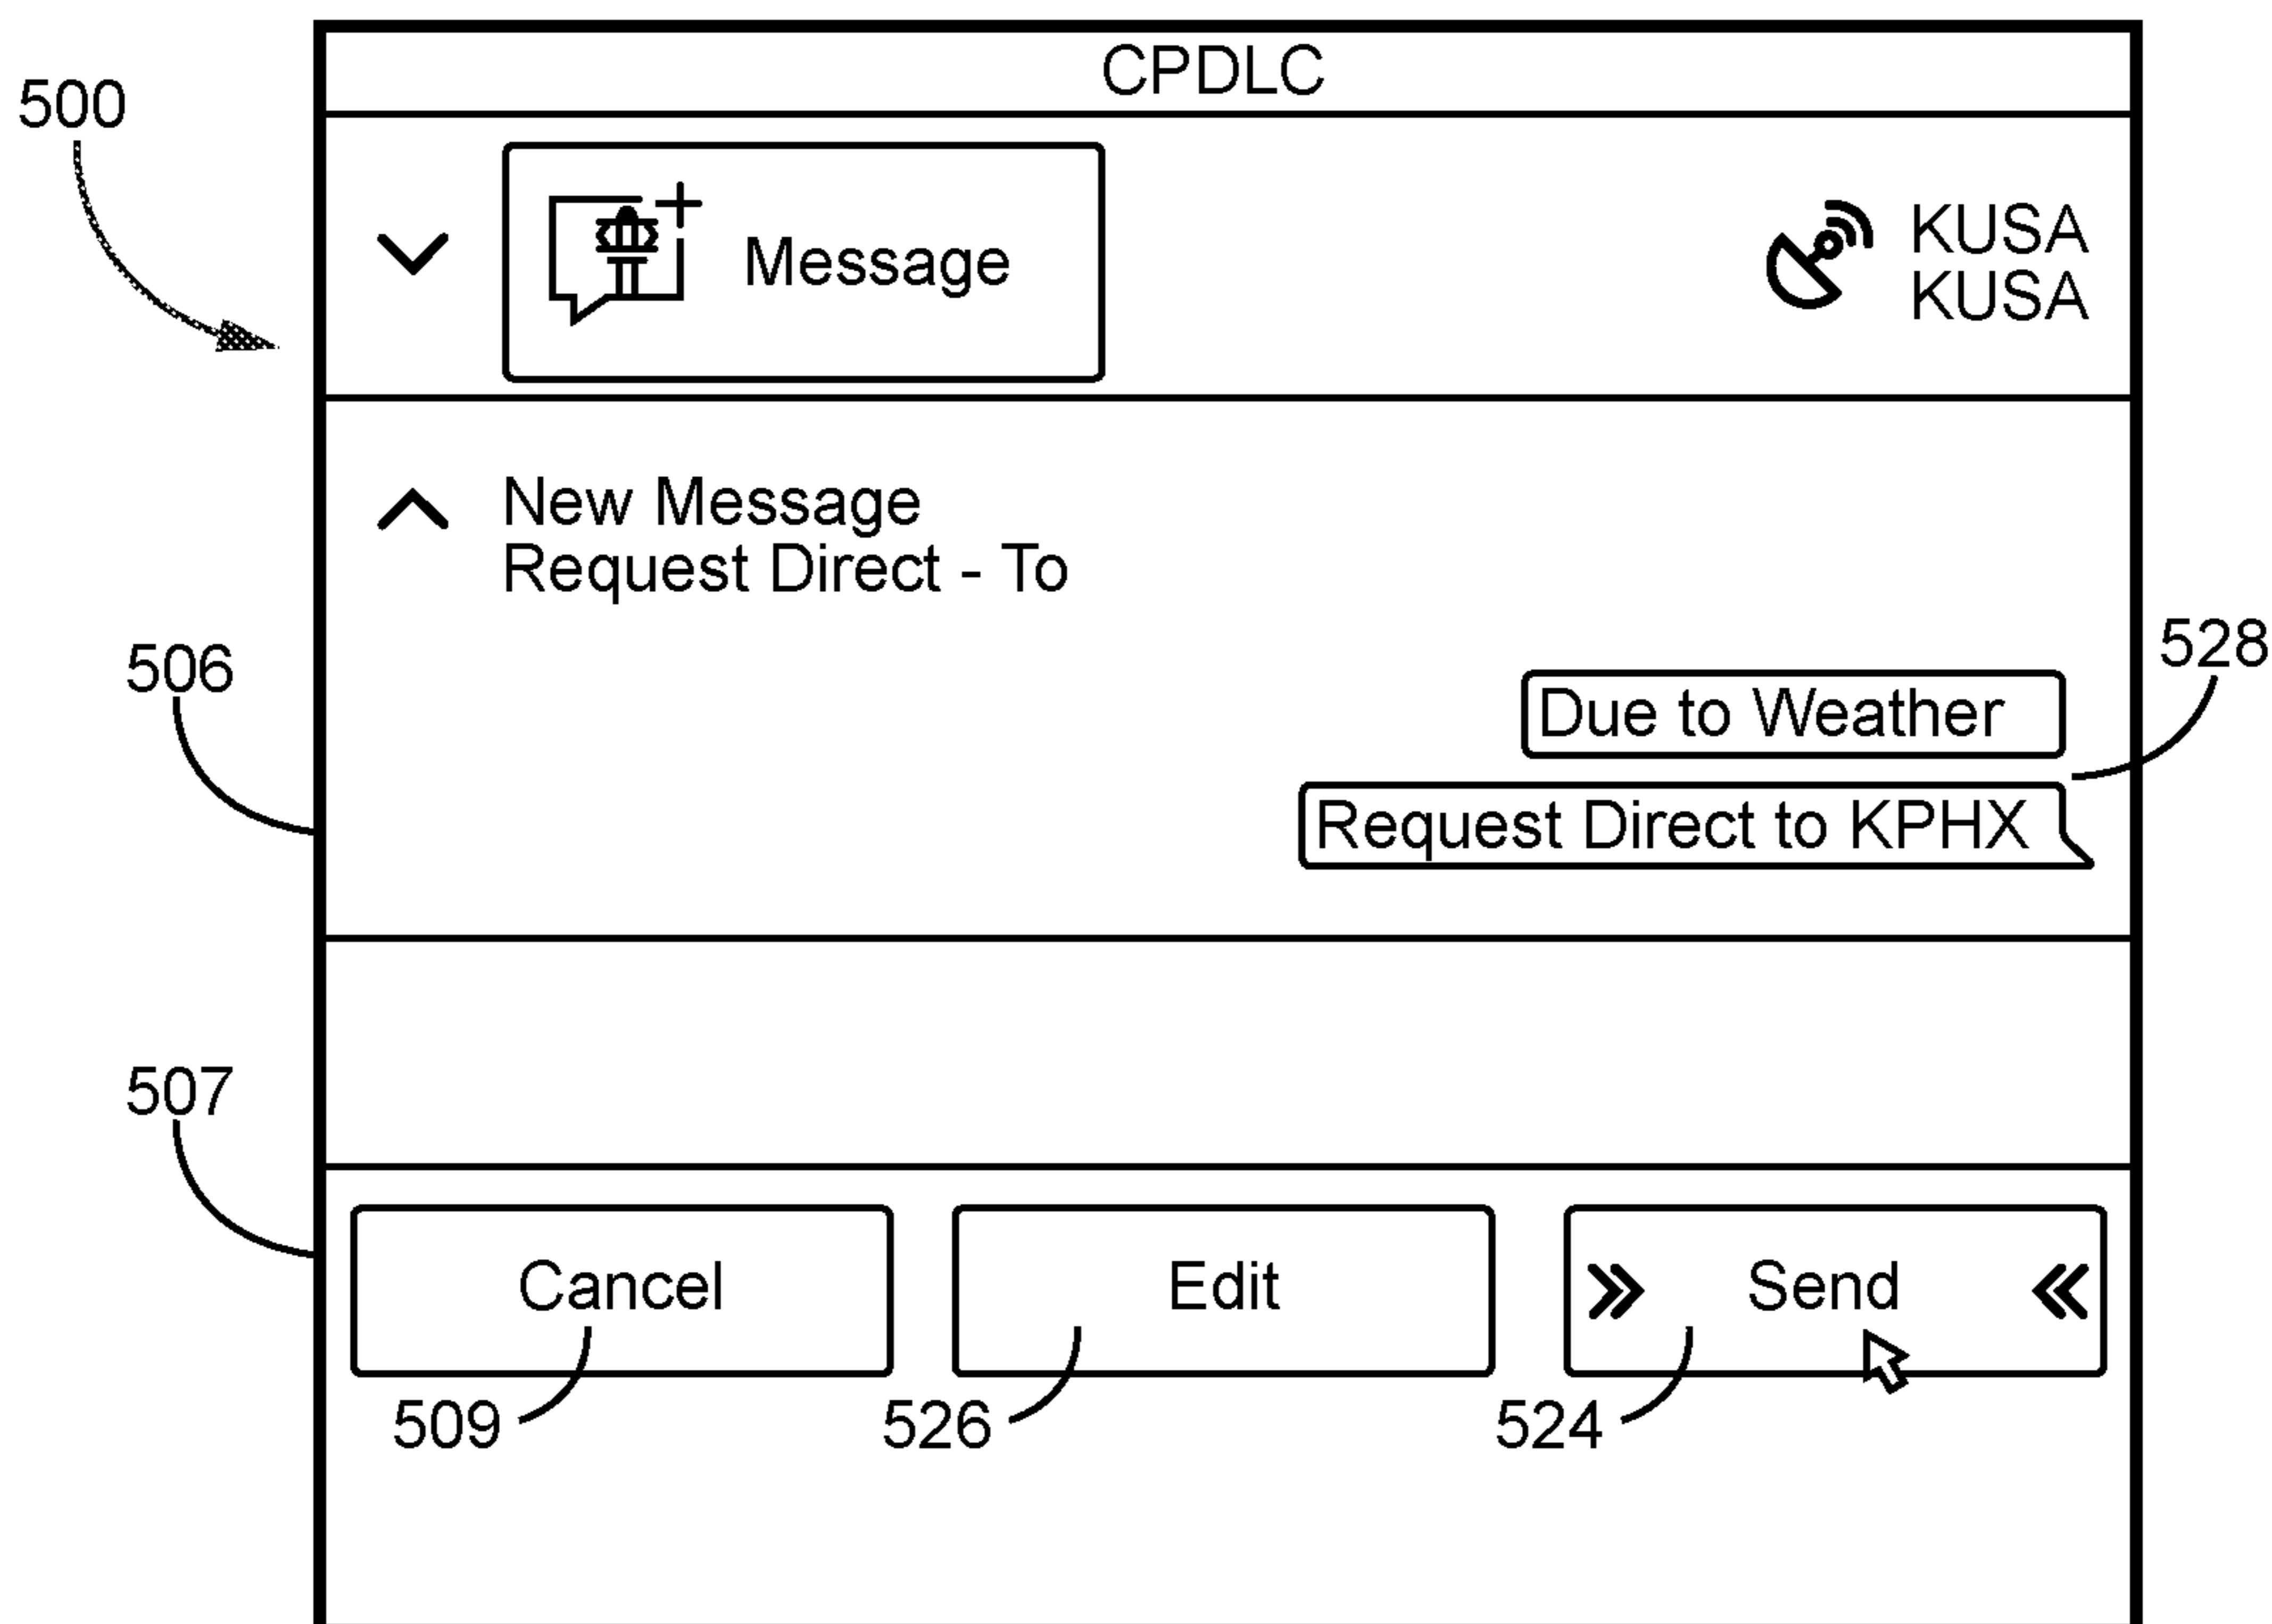 CPDLC
500
Message
KUSA
KUSA
New Message
Request Direct - To
506
528
Due to Weather
Request Direct to KPHX
507
Cancel
Edit
Send
509
526
524